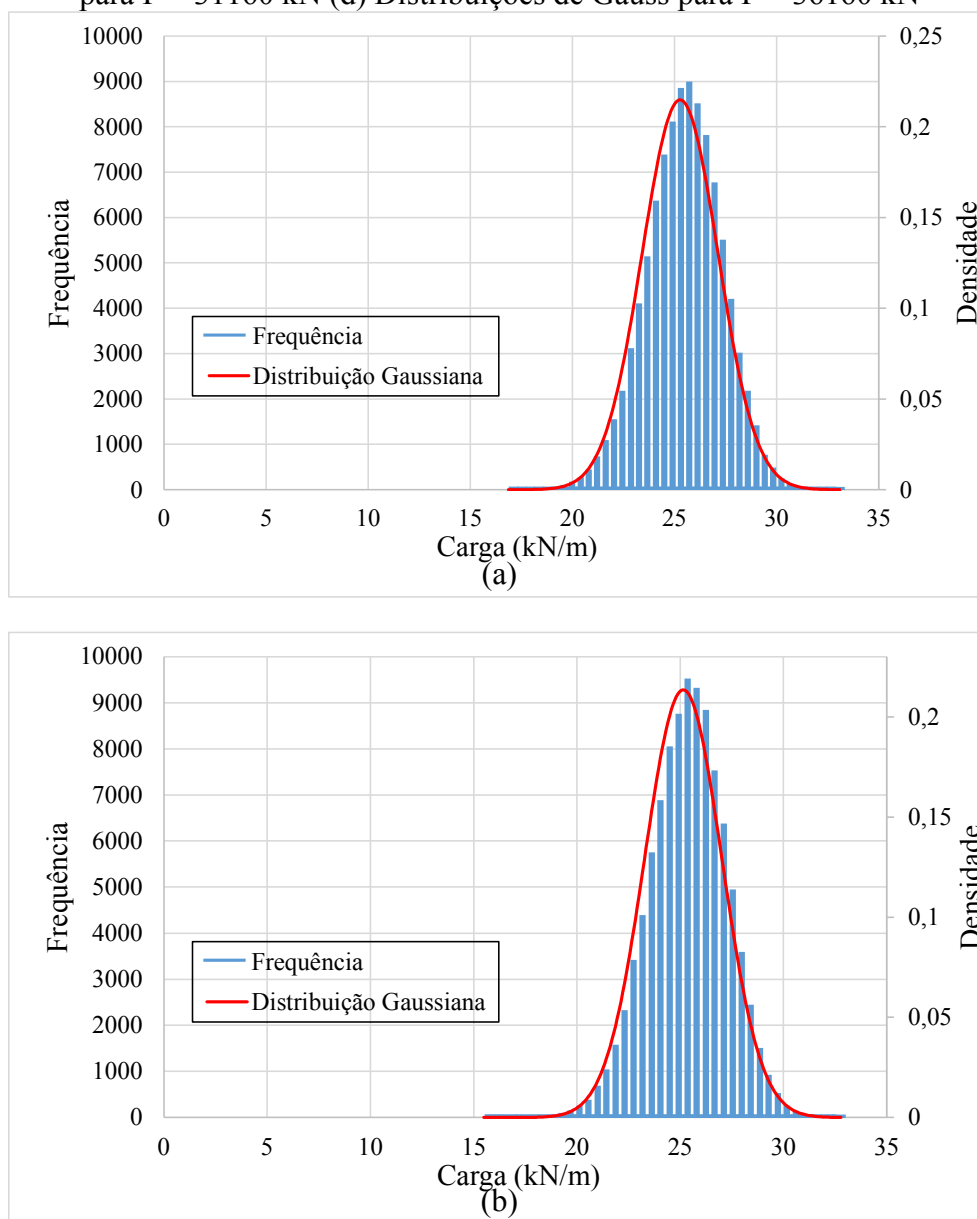 para = kN (d) Distribuições de Gauss para = kN
10000
9000
8000
7000
6000
5000
4000
3000
2000
1000
0
0,25
0,2
0,15
0,1
0,05
0
Frequência
Densidade
Frequência
Distribuição Gaussiana
0 5 10 15 20 25 30 35
Carga (kN/m)
(a)
10000
9000
8000
7000
6000
5000
4000
3000
2000
1000
0
0,2
0,15
0,1
0,05
0
Frequência
Densidade
Frequência
Distribuição Gaussiana
0 5 10 15 20 25 30 35
Carga (kN/m)
(b)